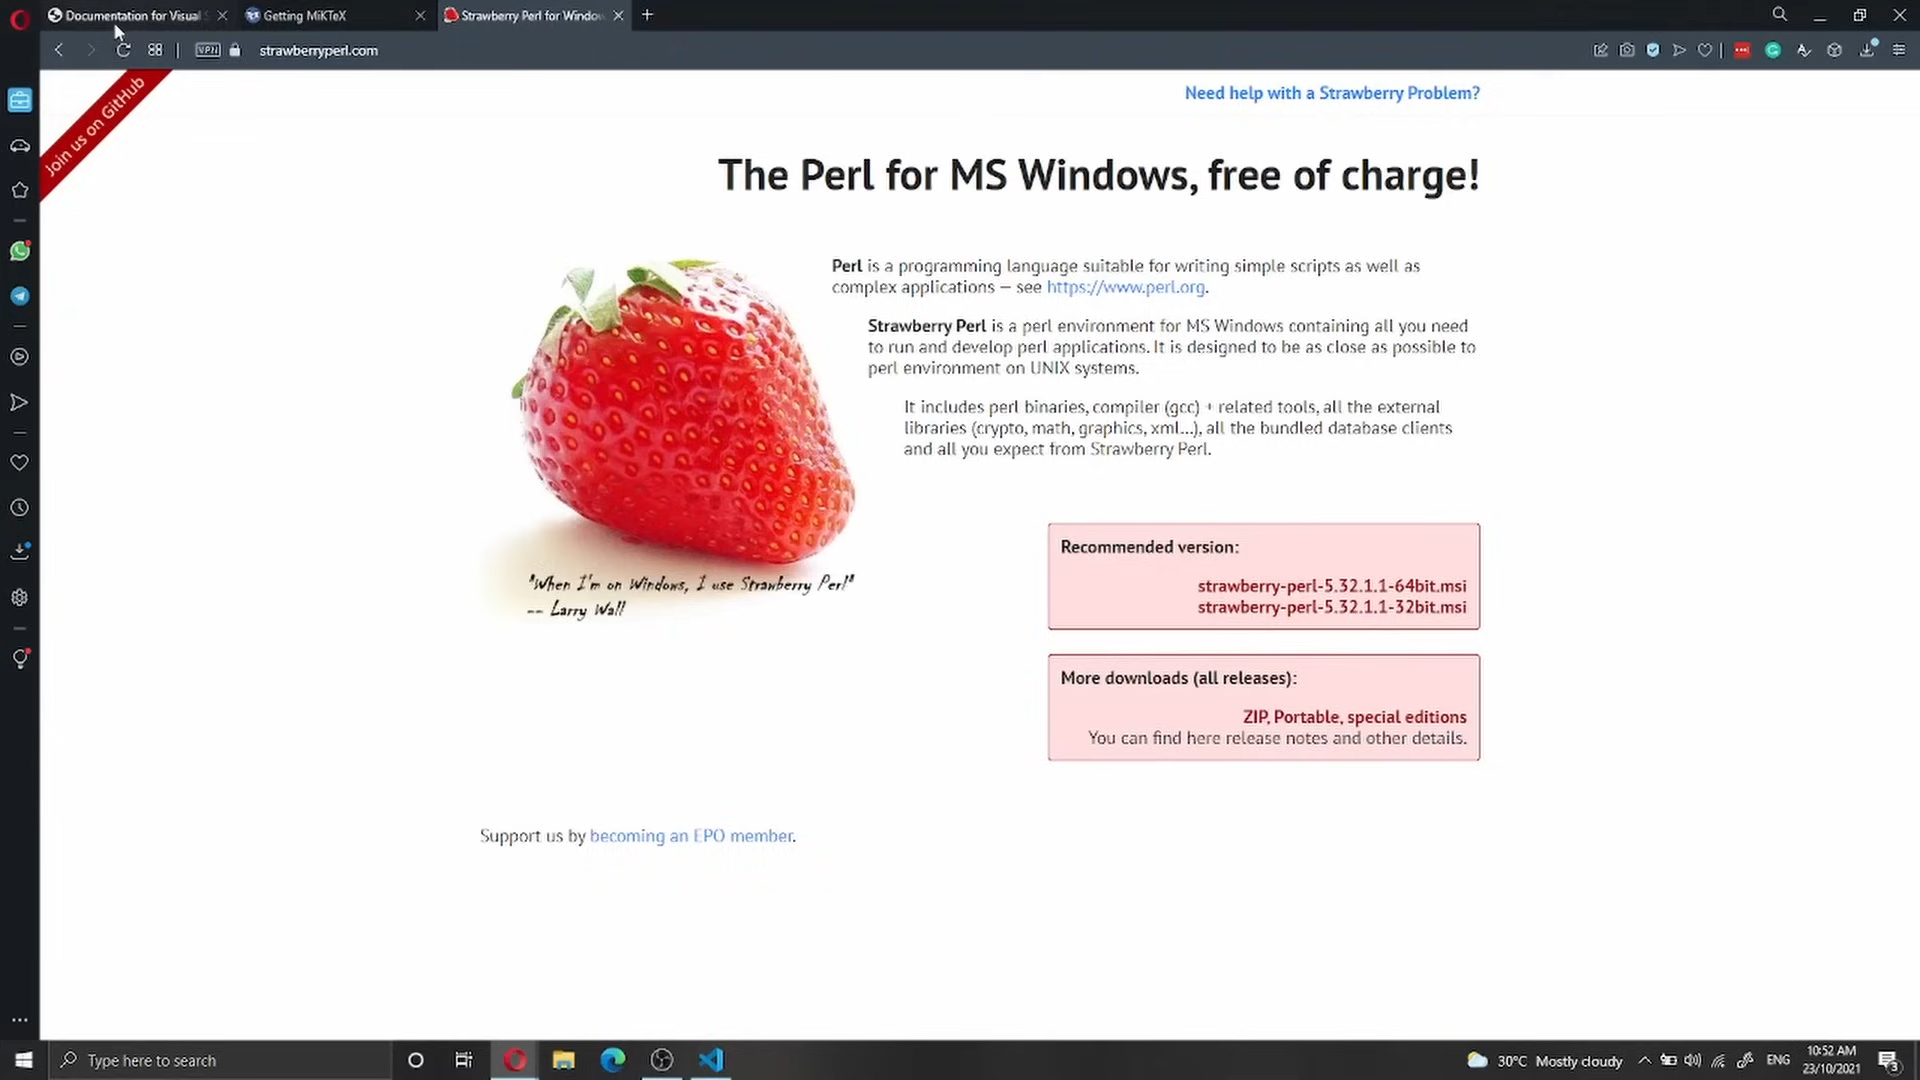 Documentation for Visual S
Getting MiKTeX
Strawberry Perl for Window
VPN
strawberryperl.com
Join us on GitHub
Need help with a Strawberry Problem?
The Perl for MS Windows, free of charge!
Perl is a programming language suitable for writing simple scripts as well as
complex applications — see https://www.perl.org.
Strawberry Perl is a perl environment for MS Windows containing all you need
to run and develop perl applications. It is designed to be as close as possible to
perl environment on UNIX systems.
It includes perl binaries, compiler (gcc) + related tools, all the external
libraries (crypto, math, graphics, xml...), all the bundled database clients
and all you expect from Strawberry Perl.
"When I'm on Windows, I use Strawberry Perl"
-- Larry Wall
Recommended version:
strawberry-perl-5.32.1.1-64bit.msi
strawberry-perl-5.32.1.1-32bit.msi
More downloads (all releases):
ZIP, Portable, special editions
You can find here release notes and other details.
Support us by becoming an EPO member.
Type here to search
30°C Mostly cloudy
ENG
10:52 AM
23/10/2021
3